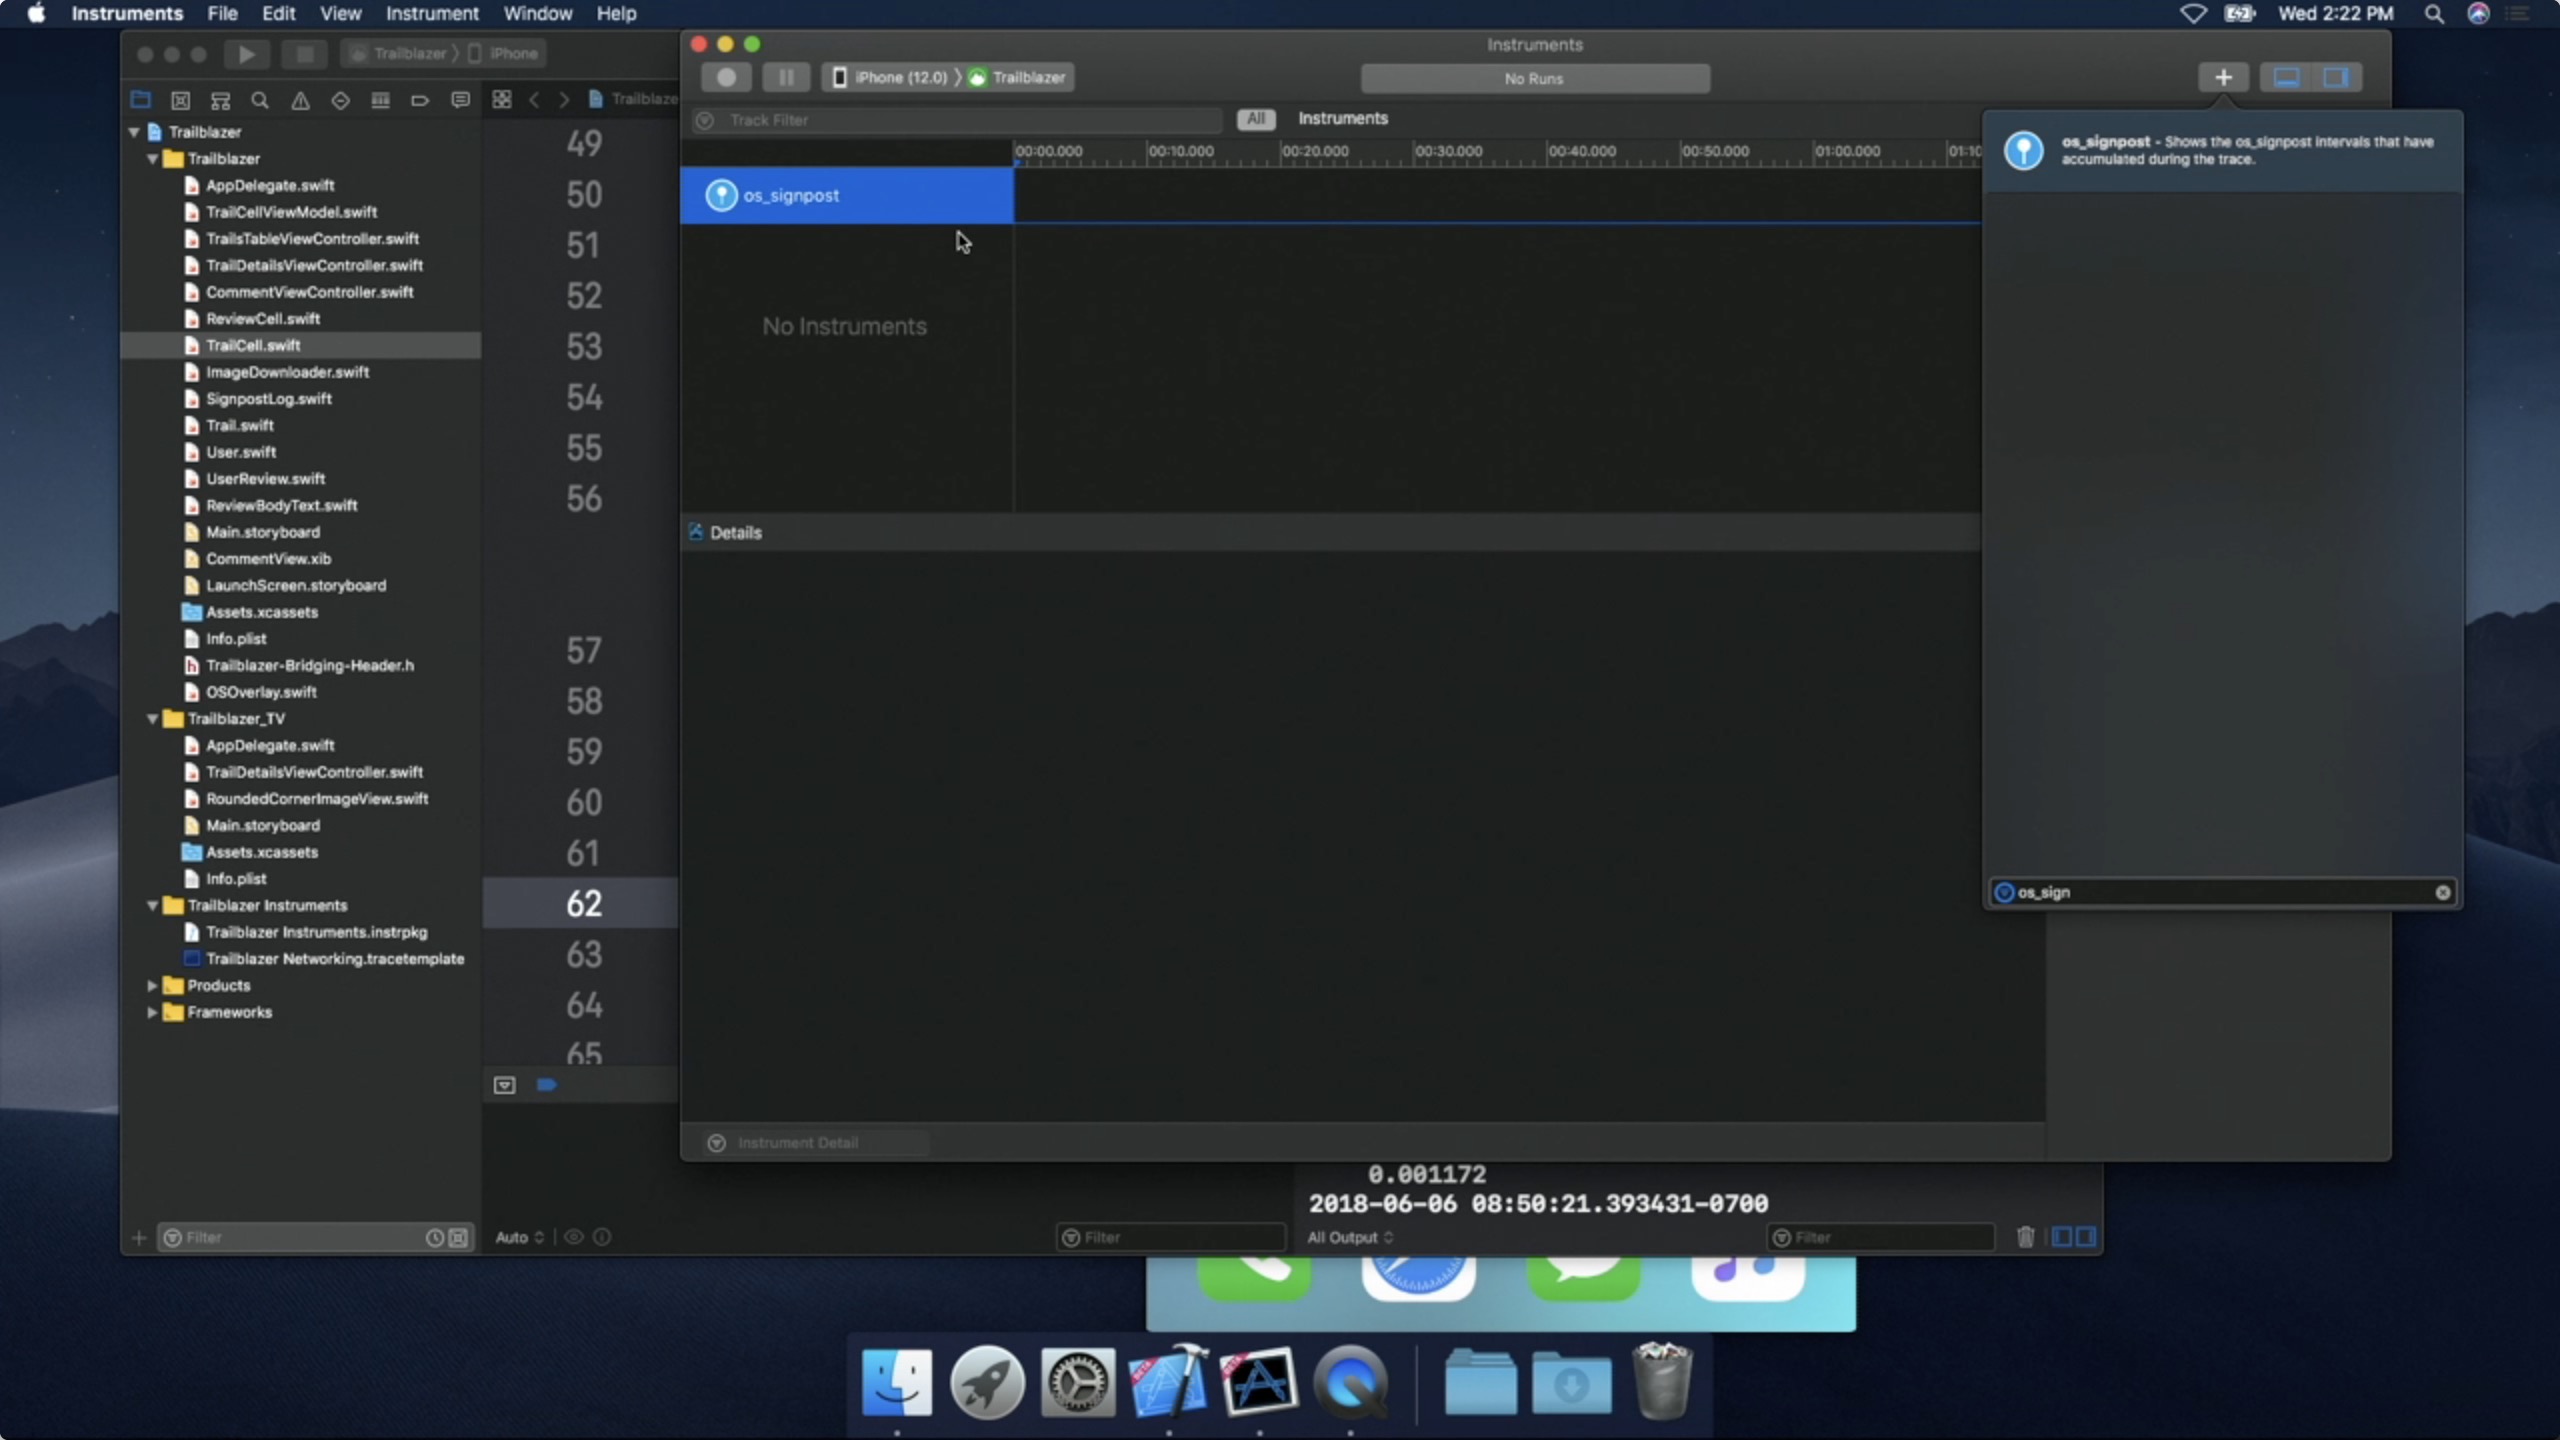 Instruments File Edit View Instrument Window Help
Wed 2:22 PM
Trailblazer 〉 iPhone
Instruments
iPhone (12.0) 〉 Trailblazer
No Runs
+
Trailblaze
Track Filter
All Instruments
00:00.000 00:10.000 00:20.000 00:30.000 00:40.000 00:50.000 01:00.000 01:10
os_signpost - Shows the os_signpost intervals that have
accumulated during the trace.
os_signpost
No Instruments
Details
os_sign
Instrument Detail
Trailblazer
Trailblazer
AppDelegate.swift
TrailCellViewModel.swift
TrailsTableViewController.swift
TrailDetailsViewController.swift
CommentViewController.swift
ReviewCell.swift
TrailCell.swift
ImageDownloader.swift
SignpostLog.swift
Trail.swift
User.swift
UserReview.swift
ReviewBodyText.swift
Main.storyboard
CommentView.xib
LaunchScreen.storyboard
Assets.xcassets
Info.plist
Trailblazer-Bridging-Header.h
OSOverlay.swift
Trailblazer_TV
AppDelegate.swift
TrailDetailsViewController.swift
RoundedCornerImageView.swift
Main.storyboard
Assets.xcassets
Info.plist
Trailblazer Instruments
Trailblazer Instruments.instrpkg
Trailblazer Networking.tracetemplate
Products
Frameworks
49
50
51
52
53
54
55
56
57
58
59
60
61
62
63
64
65
0.001172
2018-06-06 08:50:21.393431-0700
Filter
Auto
Filter
All Output
Filter